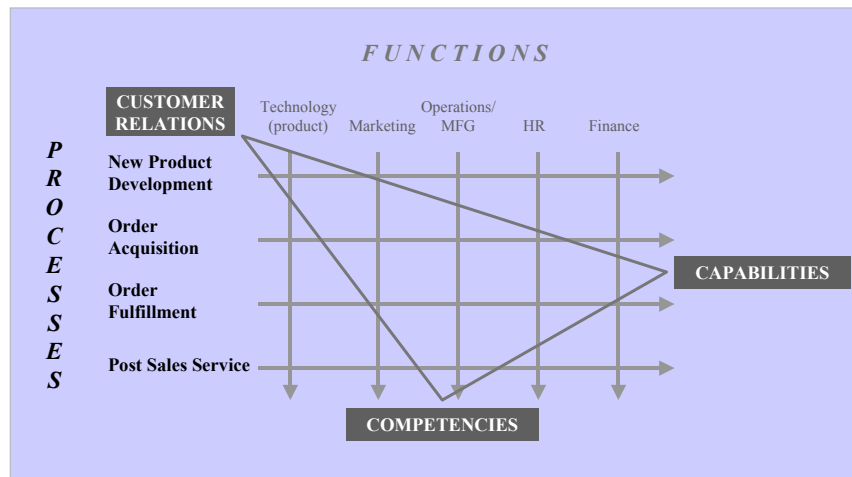 FUNCTIONS
CUSTOMER
RELATIONS
Technology
(product)
Marketing
Operations/
MFG
HR
Finance
PROCESSES
New Product
Development
Order
Acquisition
Order
Fulfillment
Post Sales Service
CAPABILITIES
COMPETENCIES